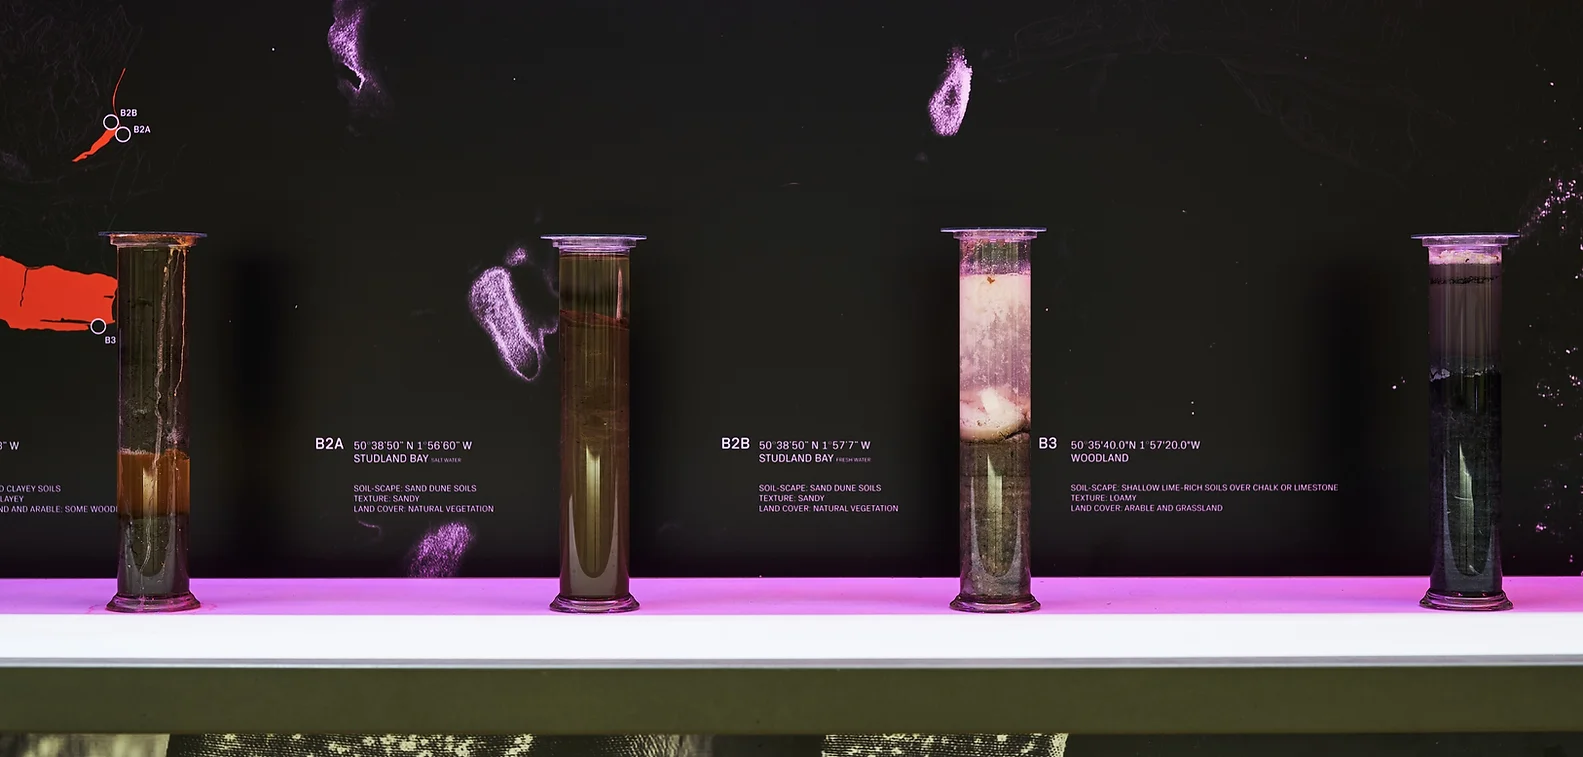 B2B
B2A
B3
B2A 50°38'50" N 1°56'60" W
STUDLAND BAY SALT WATER
SOIL-SCAPE: SAND DUNE SOILS
TEXTURE: SANDY
LAND COVER: NATURAL VEGETATION
B2B 50°38'50" N 1°57'7" W
STUDLAND BAY FRESH WATER
SOIL-SCAPE: SAND DUNE SOILS
TEXTURE: SANDY
LAND COVER: NATURAL VEGETATION
B3 50°35'40.0"N 1°57'20.0"W
WOODLAND
SOIL-SCAPE: SHALLOW LIME-RICH SOILS OVER CHALK OR LIMESTONE
TEXTURE: LOAMY
LAND COVER: ARABLE AND GRASSLAND
W
CLAYEY SOILS
LAYEY
ND AND ARABLE: SOME WOOD